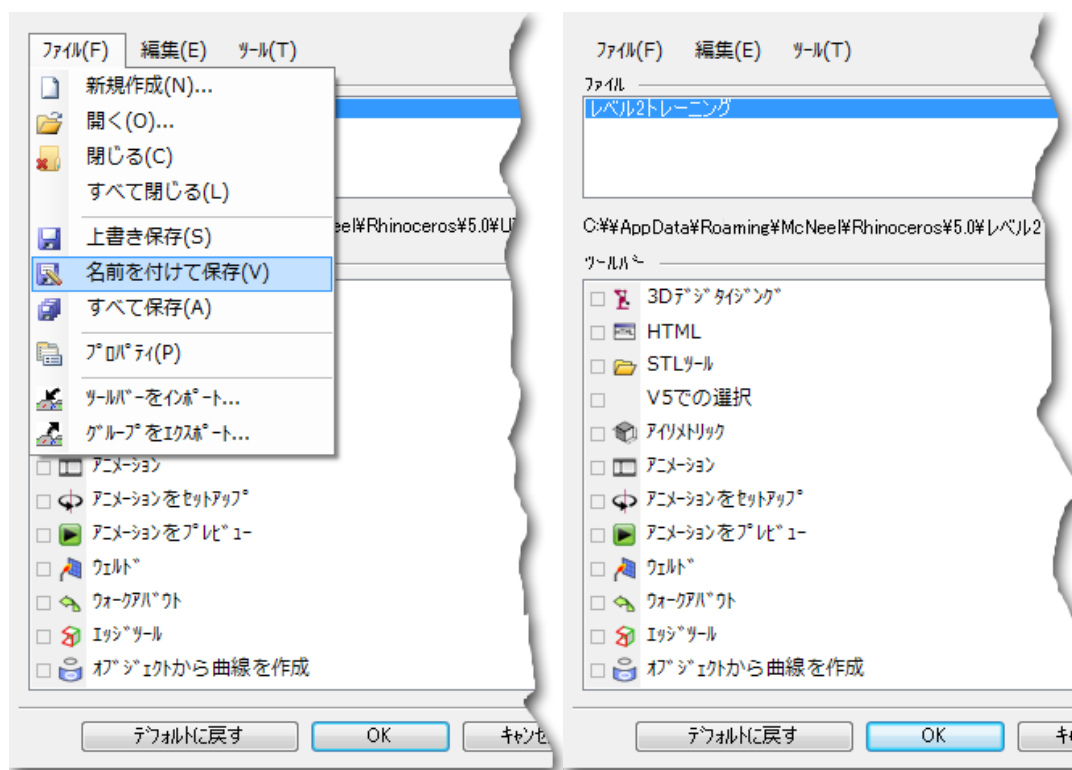 ﾌｧｲﾙ(F) 編集(E) ﾂｰﾙ(T)
新規作成(N)...
開く(O)...
閉じる(C)
すべて閉じる(L)
上書き保存(S)
eel¥Rhinoceros¥5.0¥U
名前を付けて保存(V)
すべて保存(A)
ﾌﾟﾛﾊﾟﾃｨ(P)
ﾂｰﾙﾊﾞｰをｲﾝﾎﾟｰﾄ...
ｸﾞﾙｰﾌﾟをｴｸｽﾎﾟｰﾄ...
ｱﾆﾒｰｼｮﾝ
ｱﾆﾒｰｼｮﾝをｾｯﾄｱｯﾌﾟ
ｱﾆﾒｰｼｮﾝをﾌﾟﾚﾋﾞｭｰ
ｳｪﾙﾄﾞ
ｳｫｰｸｱﾊﾞｳﾄ
ｴｯｼﾞﾂｰﾙ
ｵﾌﾞｼﾞｪｸﾄから曲線を作成
ﾃﾞﾌｫﾙﾄに戻す OK ｷｬﾝｾ
ﾌｧｲﾙ(F) 編集(E) ﾂｰﾙ(T)
ﾌｧｲﾙ
レベル2トレーニング
C:¥¥AppData¥Roaming¥McNeel¥Rhinoceros¥5.0¥レベル2
ﾂｰﾙﾊﾞｰ
3Dﾃﾞｼﾞﾀｲｼﾞﾝｸﾞ
HTML
STLﾂｰﾙ
V5での選択
ｱｲｿﾒﾄﾘｯｸ
ｱﾆﾒｰｼｮﾝ
ｱﾆﾒｰｼｮﾝをｾｯﾄｱｯﾌﾟ
ｱﾆﾒｰｼｮﾝをﾌﾟﾚﾋﾞｭｰ
ｳｪﾙﾄﾞ
ｳｫｰｸｱﾊﾞｳﾄ
ｴｯｼﾞﾂｰﾙ
ｵﾌﾞｼﾞｪｸﾄから曲線を作成
ﾃﾞﾌｫﾙﾄに戻す OK ｷ